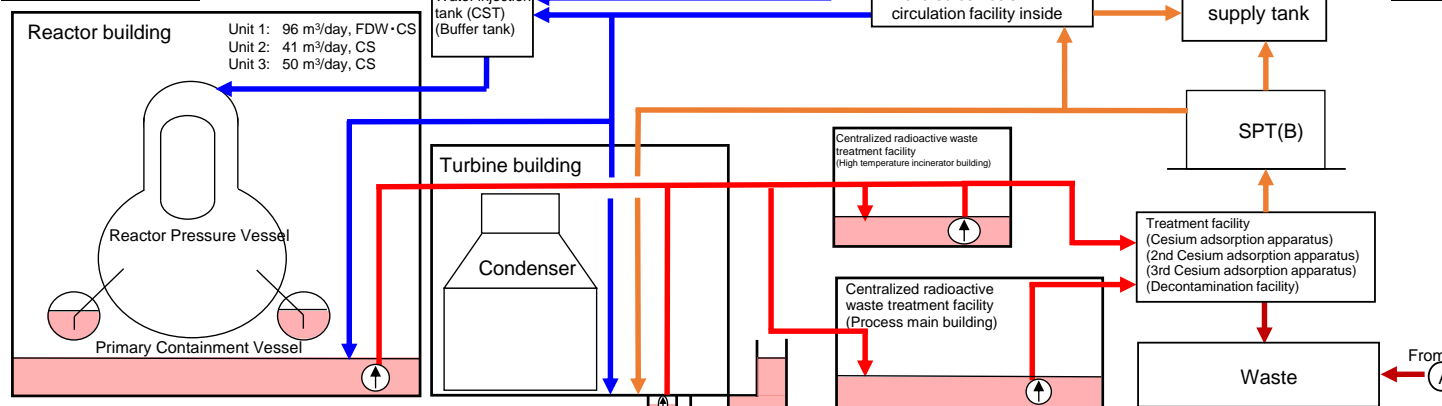 Reactor building
Unit 1: 96 m³/day, FDW・CS
Unit 2: 41 m³/day, CS
Unit 3: 50 m³/day, CS
tank (CST)
(Buffer tank)
circulation facility inside
supply tank
SPT(B)
Centralized radioactive waste
treatment facility
(High temperature incinerator building)
Turbine building
Reactor Pressure Vessel
Condenser
Treatment facility
(Cesium adsorption apparatus)
(2nd Cesium adsorption apparatus)
(3rd Cesium adsorption apparatus)
(Decontamination facility)
Centralized radioactive
waste treatment facility
(Process main building)
Primary Containment Vessel
From
Waste